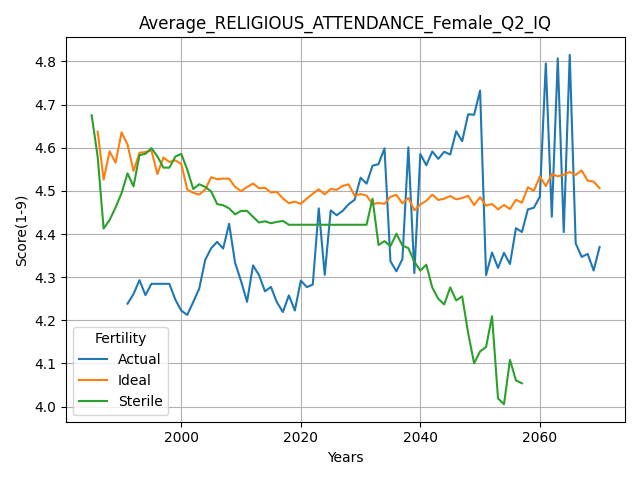 Average_RELIGIOUS_ATTENDANCE_Female_Q2_IQ
Score(1-9)
4.8
4.7
4.6
4.5
4.4
4.3
4.2
4.1
4.0
Fertility
Actual
Ideal
Sterile
2000 2020 2040 2060
Years